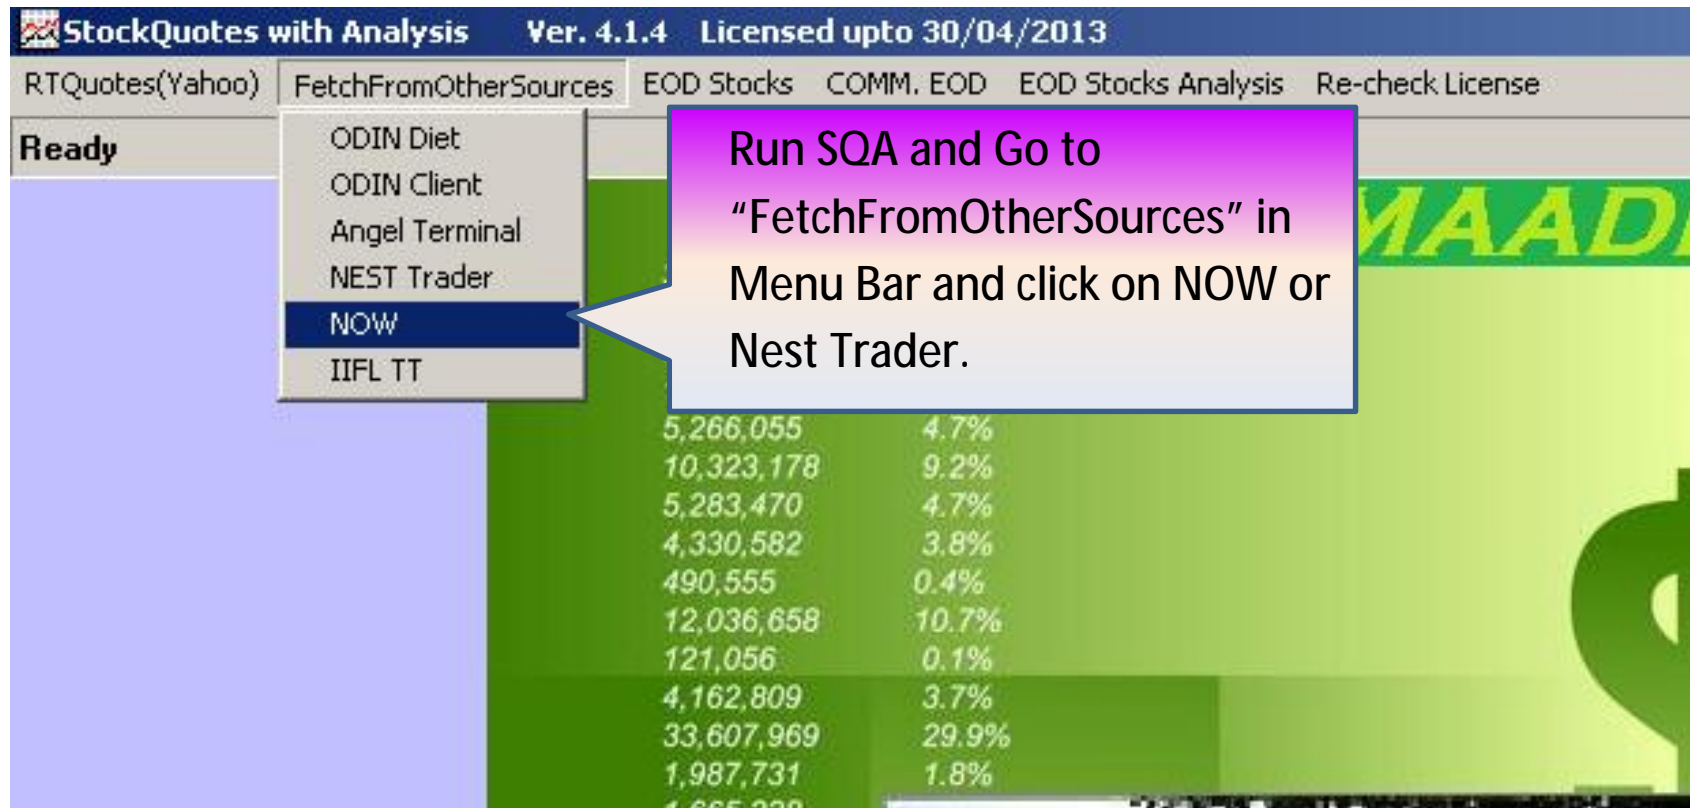 StockQuotes with Analysis Ver. 4.1.4 Licensed upto 30/04/2013
RTQuotes(Yahoo) FetchFromOtherSources EOD Stocks COMM. EOD EOD Stocks Analysis Re-check License
Ready
ODIN Diet
ODIN Client
Angel Terminal
NEST Trader
NOW
IIFL TT
Run SQA and Go to
“FetchFromOtherSources” in
Menu Bar and click on NOW or
Nest Trader.
MAAD
5,266,055 4.7%
10,323,178 9.2%
5,283,470 4.7%
4,330,582 3.8%
490,555 0.4%
12,036,658 10.7%
121,056 0.1%
4,162,809 3.7%
33,607,969 29.9%
1,987,731 1.8%